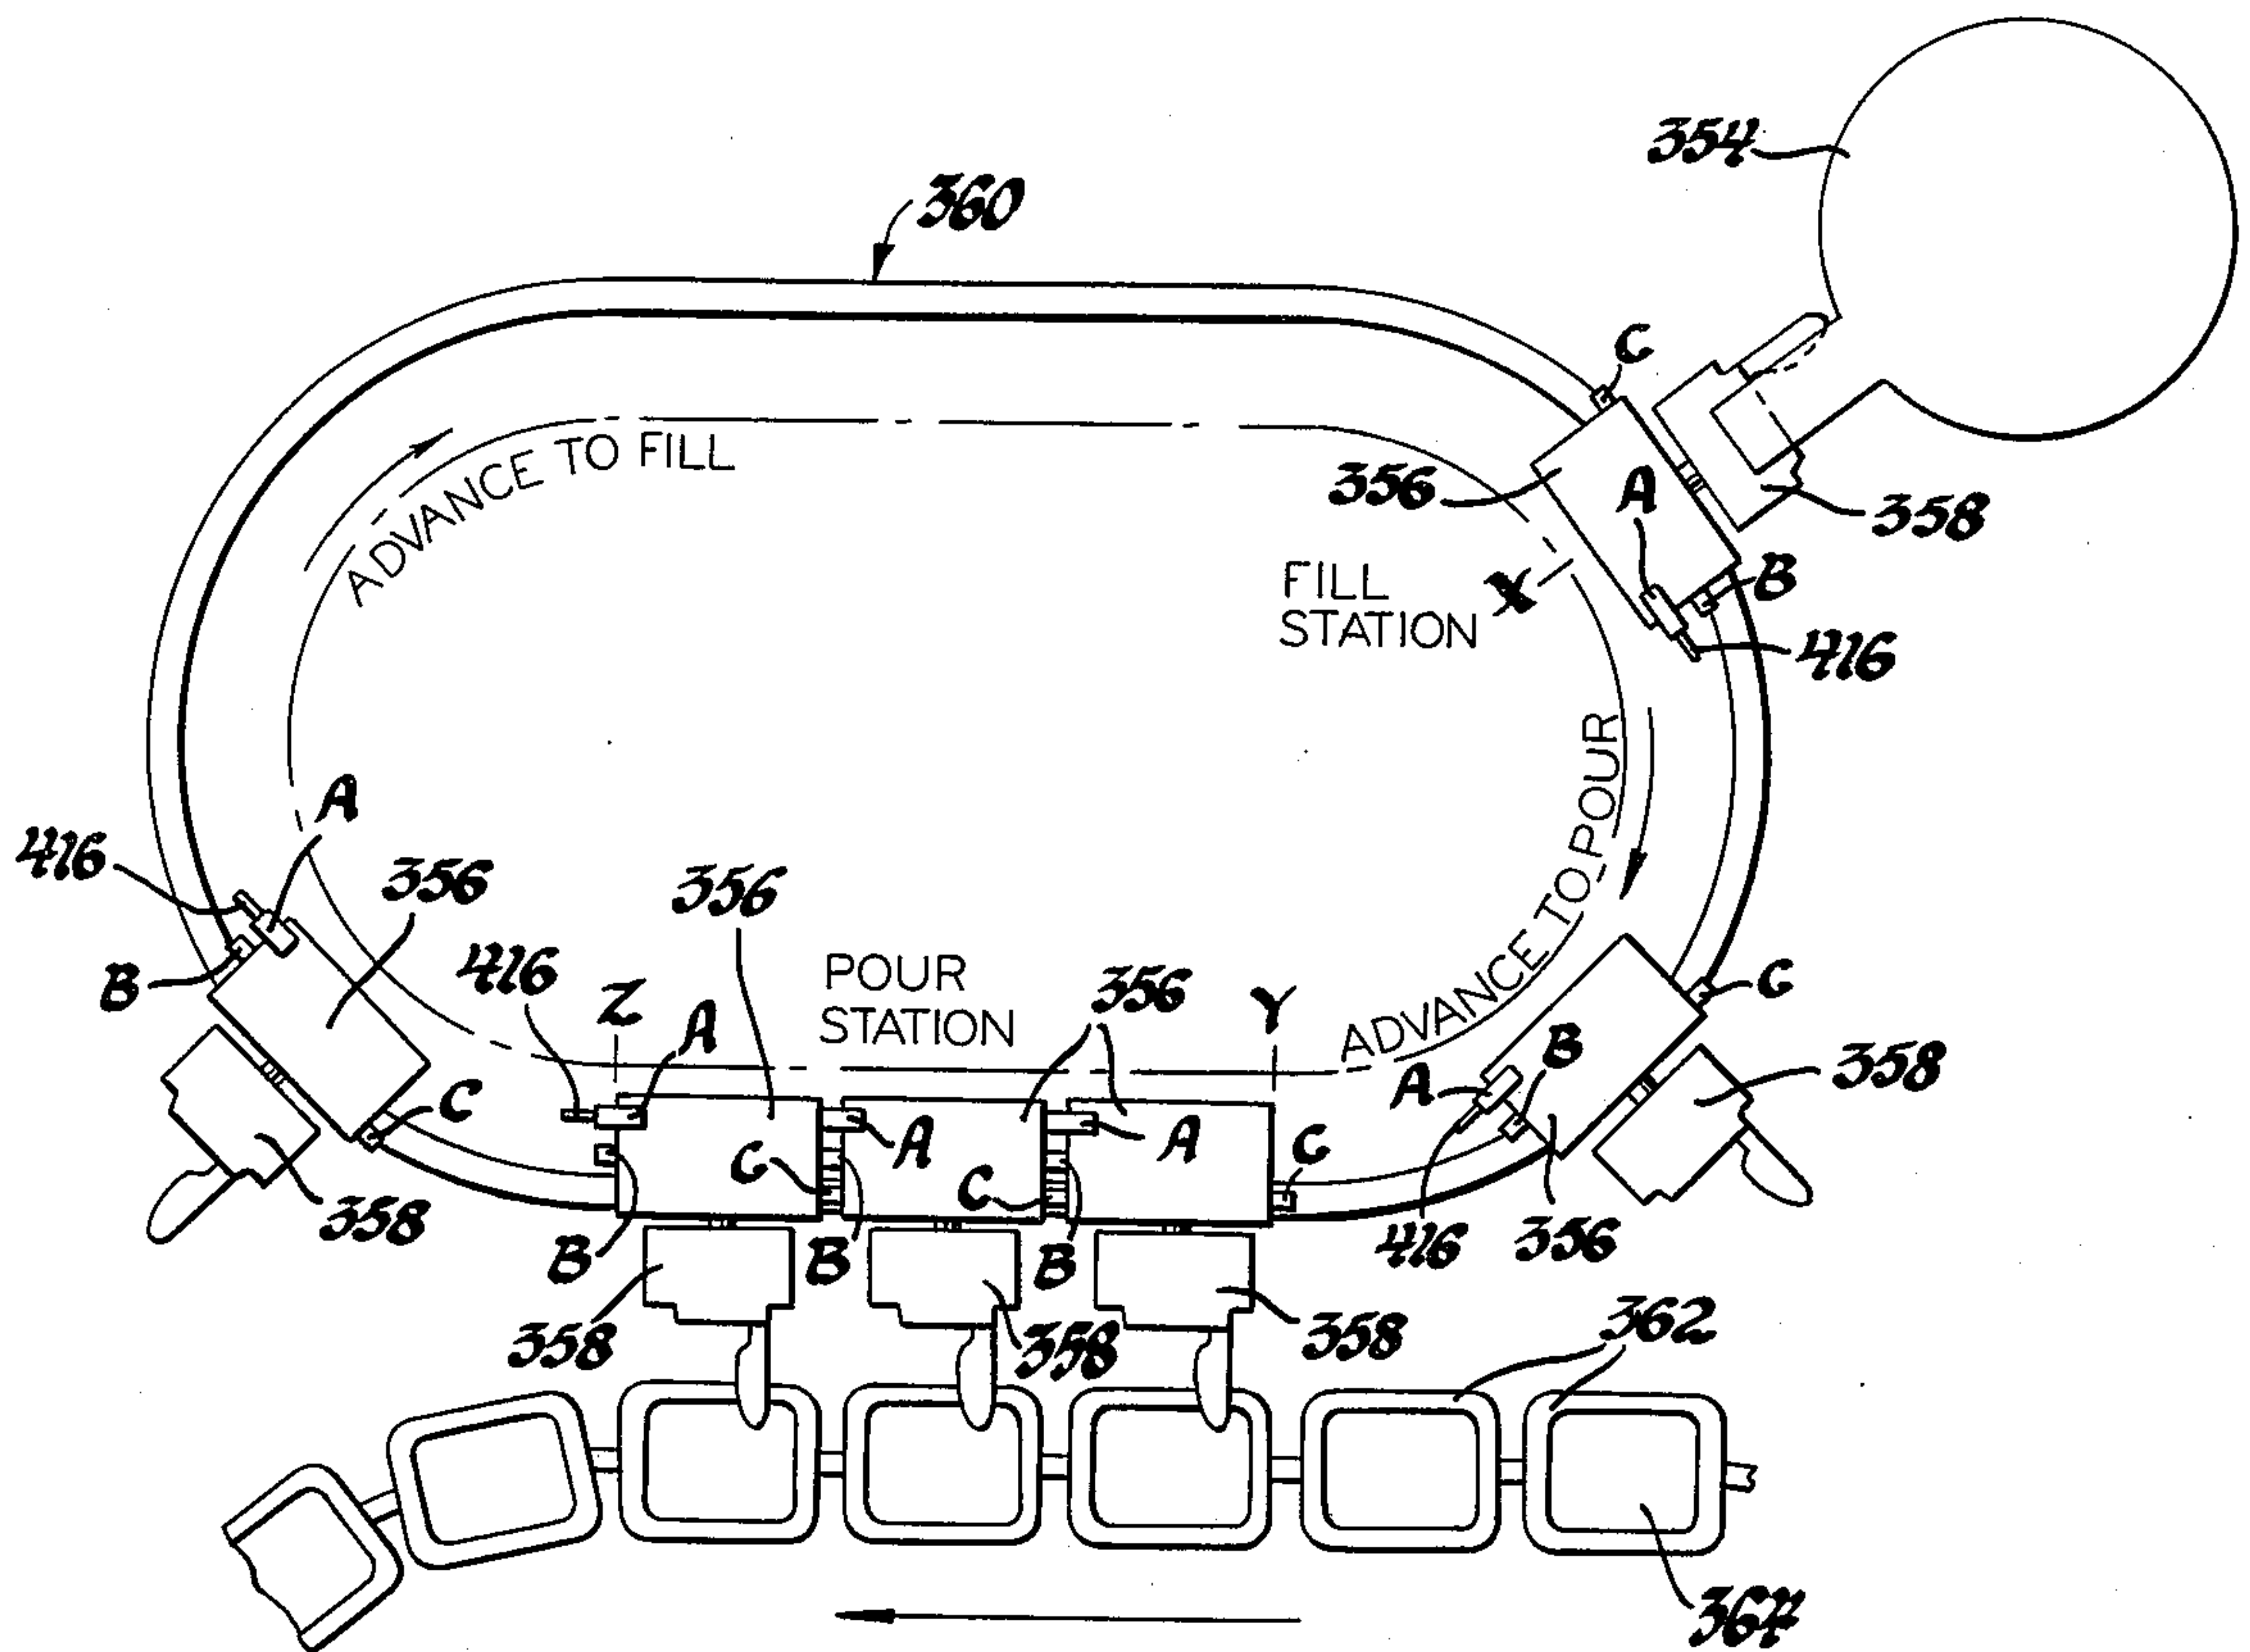 354
360
C
ADVANCE TO FILL
356
A
358
FILL
STATION
X
B
416
ADVANCE TO POUR
A
416
356
356
416
Z
A
POUR
STATION
356
Y
C
B
B
A
358
C
A
A
C
C
C
358
B
B
B
416
356
358
358
358
362
364